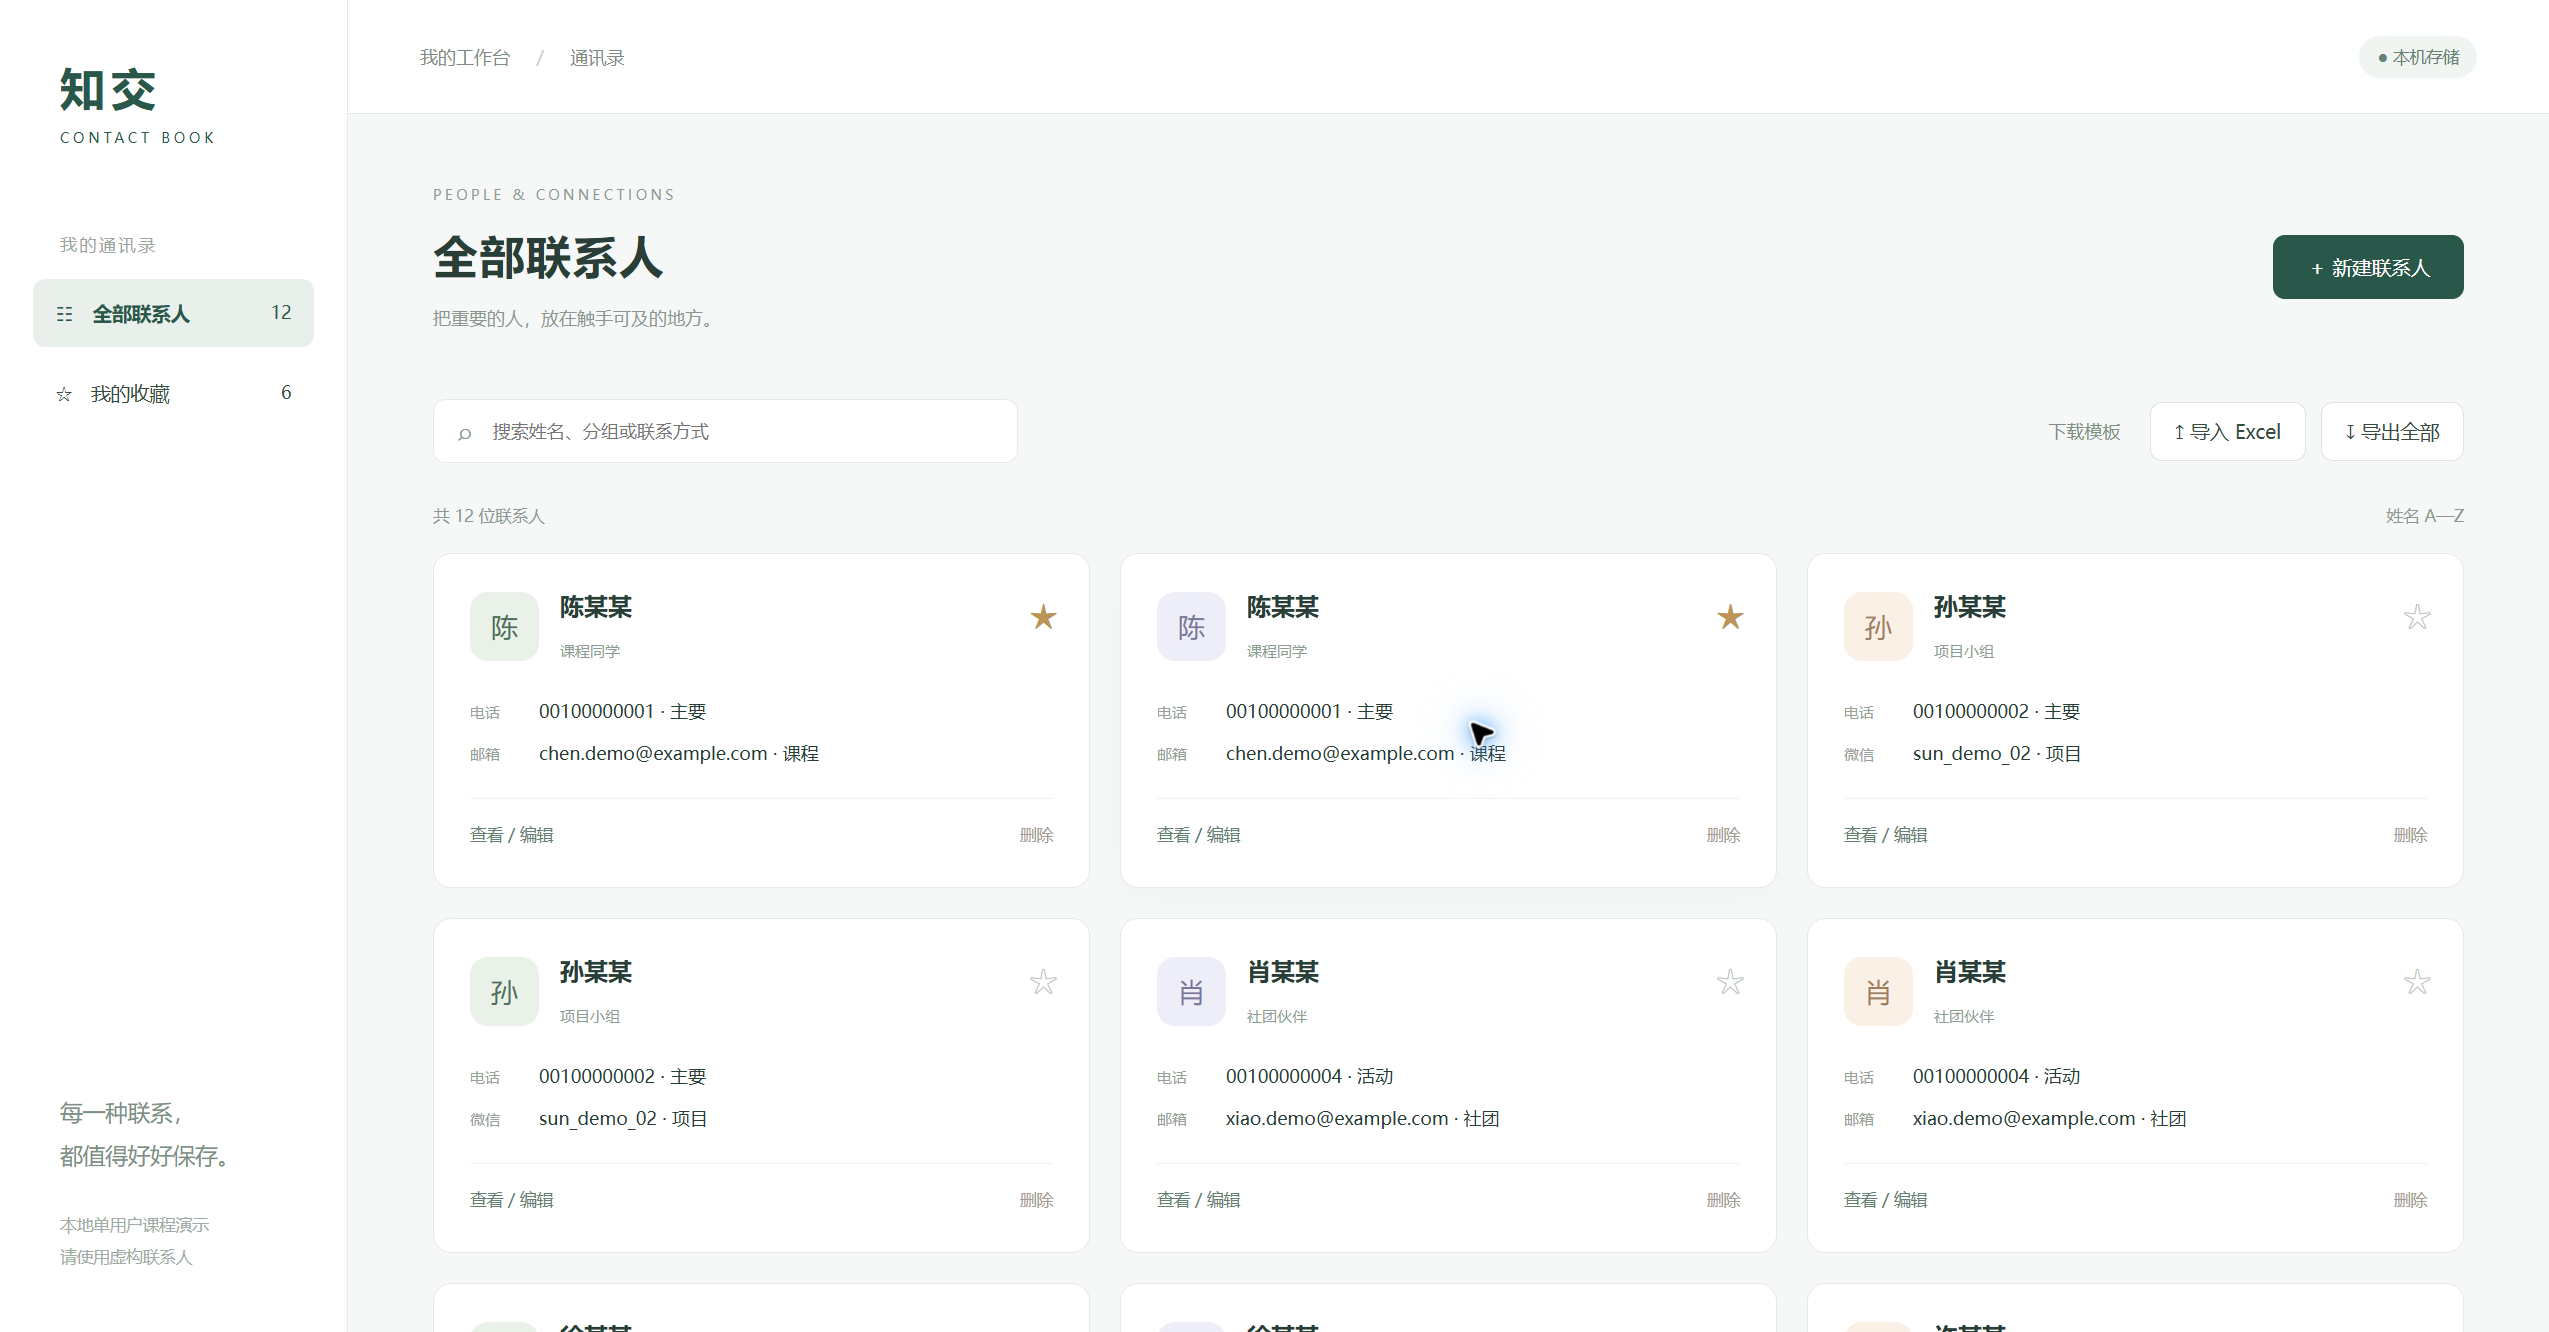 知交
CONTACT BOOK
我的通讯录
全部联系人 12
我的收藏 6
每一种联系，
都值得好好保存。
本地单用户课程演示
请使用虚构联系人
我的工作台 / 通讯录
本机存储
PEOPLE & CONNECTIONS
全部联系人
把重要的人，放在触手可及的地方。
+ 新建联系人
搜索姓名、分组或联系方式
下载模板
↥ 导入 Excel
↧ 导出全部
共 12 位联系人
姓名 A—Z
陈
陈某某
课程同学
电话 00100000001 · 主要
邮箱 chen.demo@example.com · 课程
查看 / 编辑 删除
陈
陈某某
课程同学
电话 00100000001 · 主要
邮箱 chen.demo@example.com · 课程
查看 / 编辑 删除
孙
孙某某
项目小组
电话 00100000002 · 主要
微信 sun_demo_02 · 项目
查看 / 编辑 删除
孙
孙某某
项目小组
电话 00100000002 · 主要
微信 sun_demo_02 · 项目
查看 / 编辑 删除
肖
肖某某
社团伙伴
电话 00100000004 · 活动
邮箱 xiao.demo@example.com · 社团
查看 / 编辑 删除
肖
肖某某
社团伙伴
电话 00100000004 · 活动
邮箱 xiao.demo@example.com · 社团
查看 / 编辑 删除